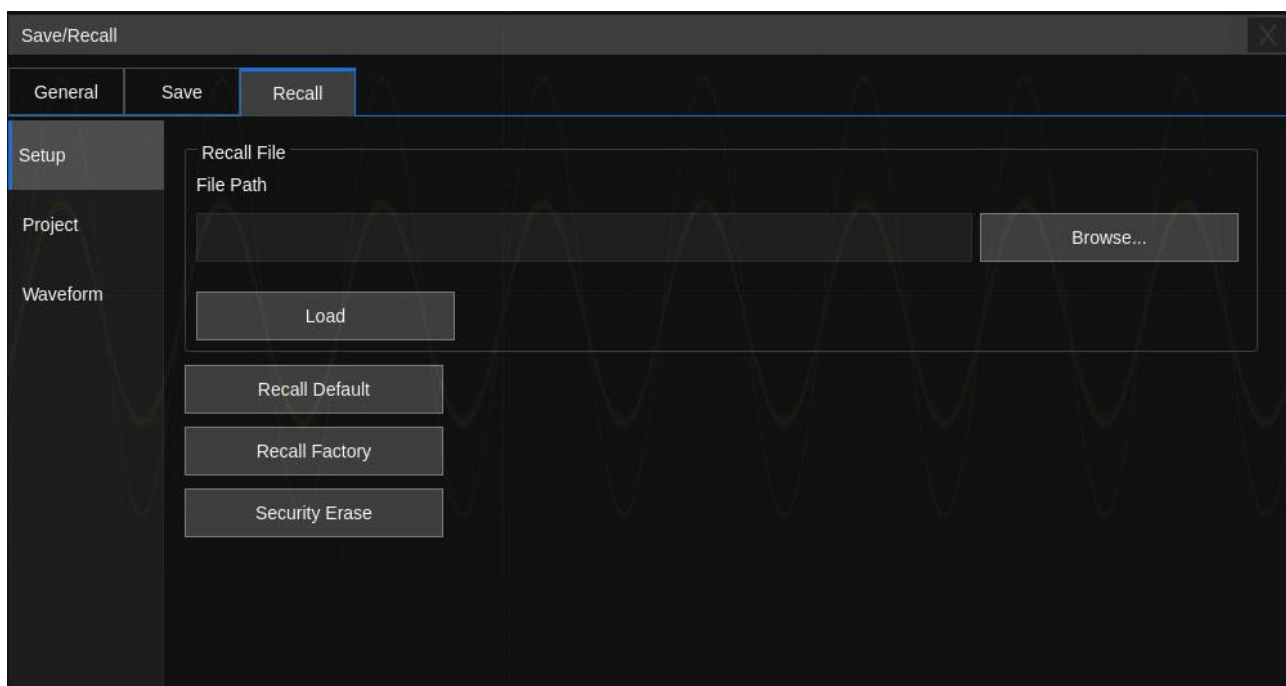 Save/Recall
X
General
Save
Recall
Setup
Project
Waveform
Recall File
File Path
Browse...
Load
Recall Default
Recall Factory
Security Erase